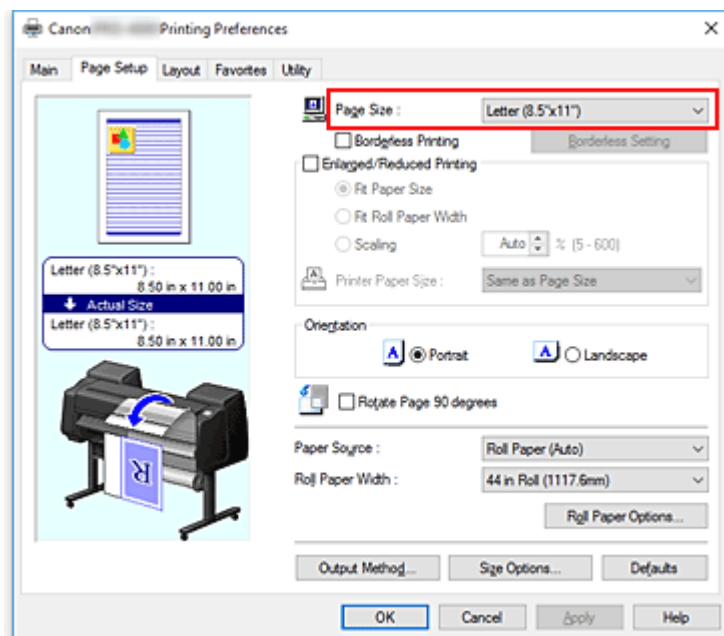 Canon Printing Preferences
Main Page Setup Layout Favorites Utility
Page Size : Letter (8.5"x11")
Borderless Printing Borderless Setting
Enlarged/Reduced Printing
Fit Paper Size
Fit Roll Paper Width
Scaling Auto % (5 - 600)
Printer Paper Size : Same as Page Size
Letter (8.5"x11") :
8.50 in x 11.00 in
Actual Size
Letter (8.5"x11") :
8.50 in x 11.00 in
Orientation
A Portrait A Landscape
Rotate Page 90 degrees
R
Paper Source : Roll Paper (Auto)
Roll Paper Width : 44 in Roll (1117.6mm)
Roll Paper Options...
Output Method... Size Options... Defaults
OK Cancel Apply Help